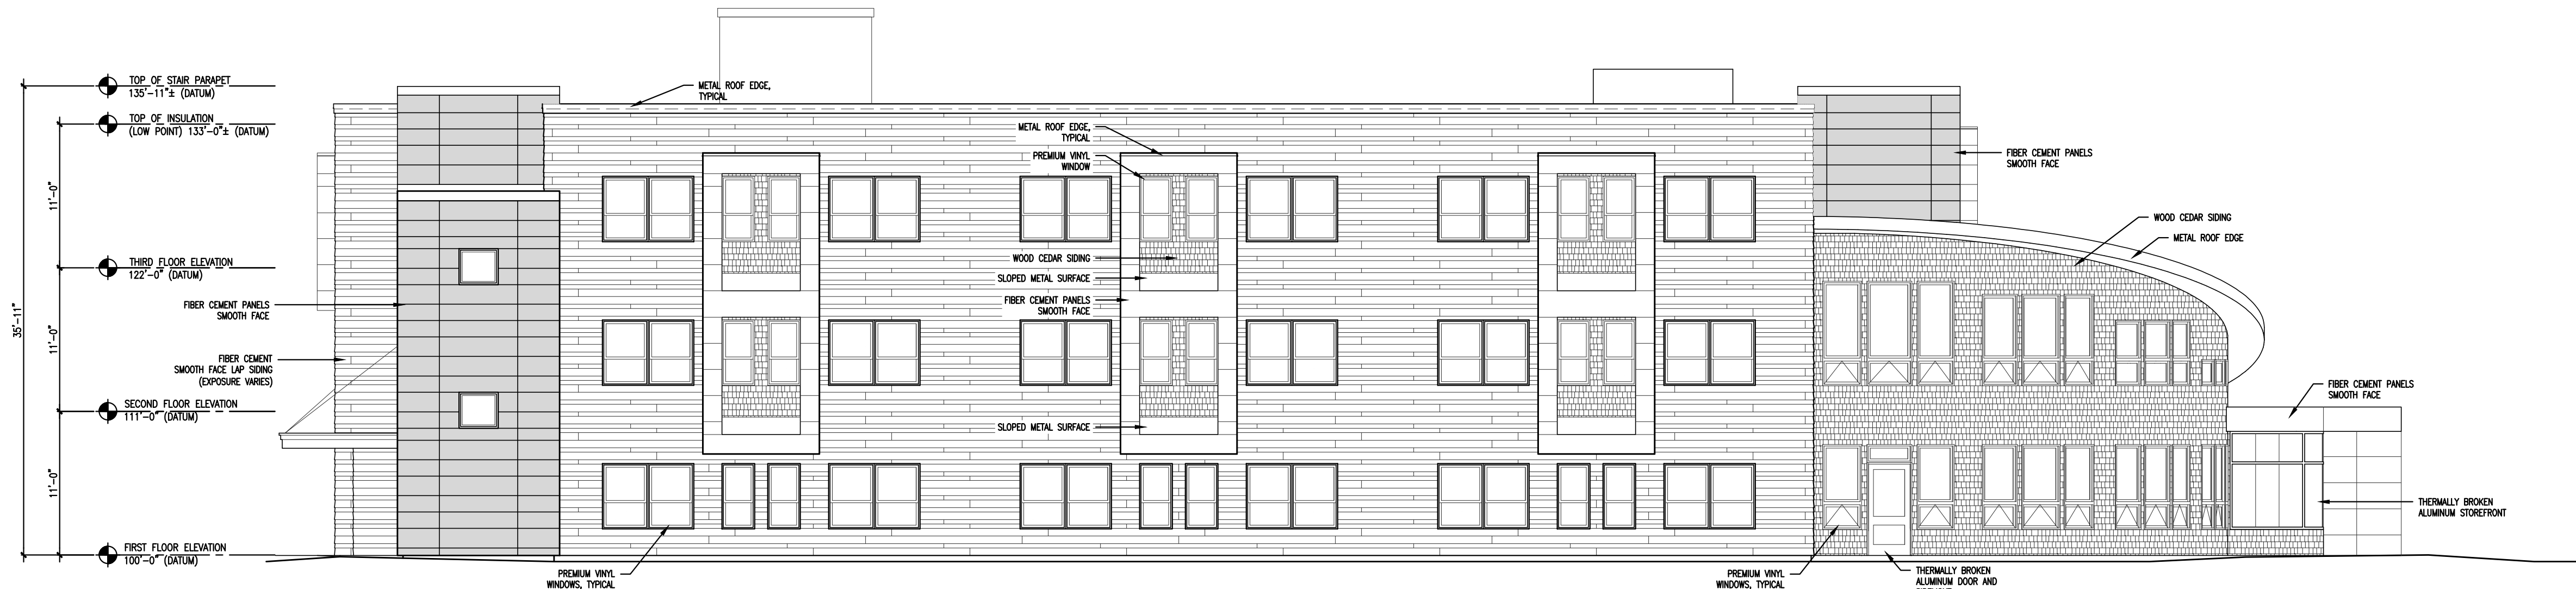 TOP OF STAIR PARAPET
135'-11"± (DATUM)
TOP OF INSULATION
(LOW POINT) 133'-0"± (DATUM)
THIRD FLOOR ELEVATION
122'-0" (DATUM)
SECOND FLOOR ELEVATION
111'-0" (DATUM)
FIRST FLOOR ELEVATION
100'-0" (DATUM)
35'-11"
11'-0"
11'-0"
11'-0"
FIBER CEMENT PANELS
SMOOTH FACE
FIBER CEMENT
SMOOTH FACE LAP SIDING
(EXPOSURE VARIES)
METAL ROOF EDGE,
TYPICAL
METAL ROOF EDGE,
TYPICAL
PREMIUM VINYL
WINDOW
WOOD CEDAR SIDING
SLOPED METAL SURFACE
FIBER CEMENT PANELS
SMOOTH FACE
SLOPED METAL SURFACE
PREMIUM VINYL
WINDOWS, TYPICAL
PREMIUM VINYL
WINDOWS, TYPICAL
THERMALLY BROKEN
ALUMINUM DOOR AND
FIBER CEMENT PANELS
SMOOTH FACE
WOOD CEDAR SIDING
METAL ROOF EDGE
FIBER CEMENT PANELS
SMOOTH FACE
THERMALLY BROKEN
ALUMINUM STOREFRONT